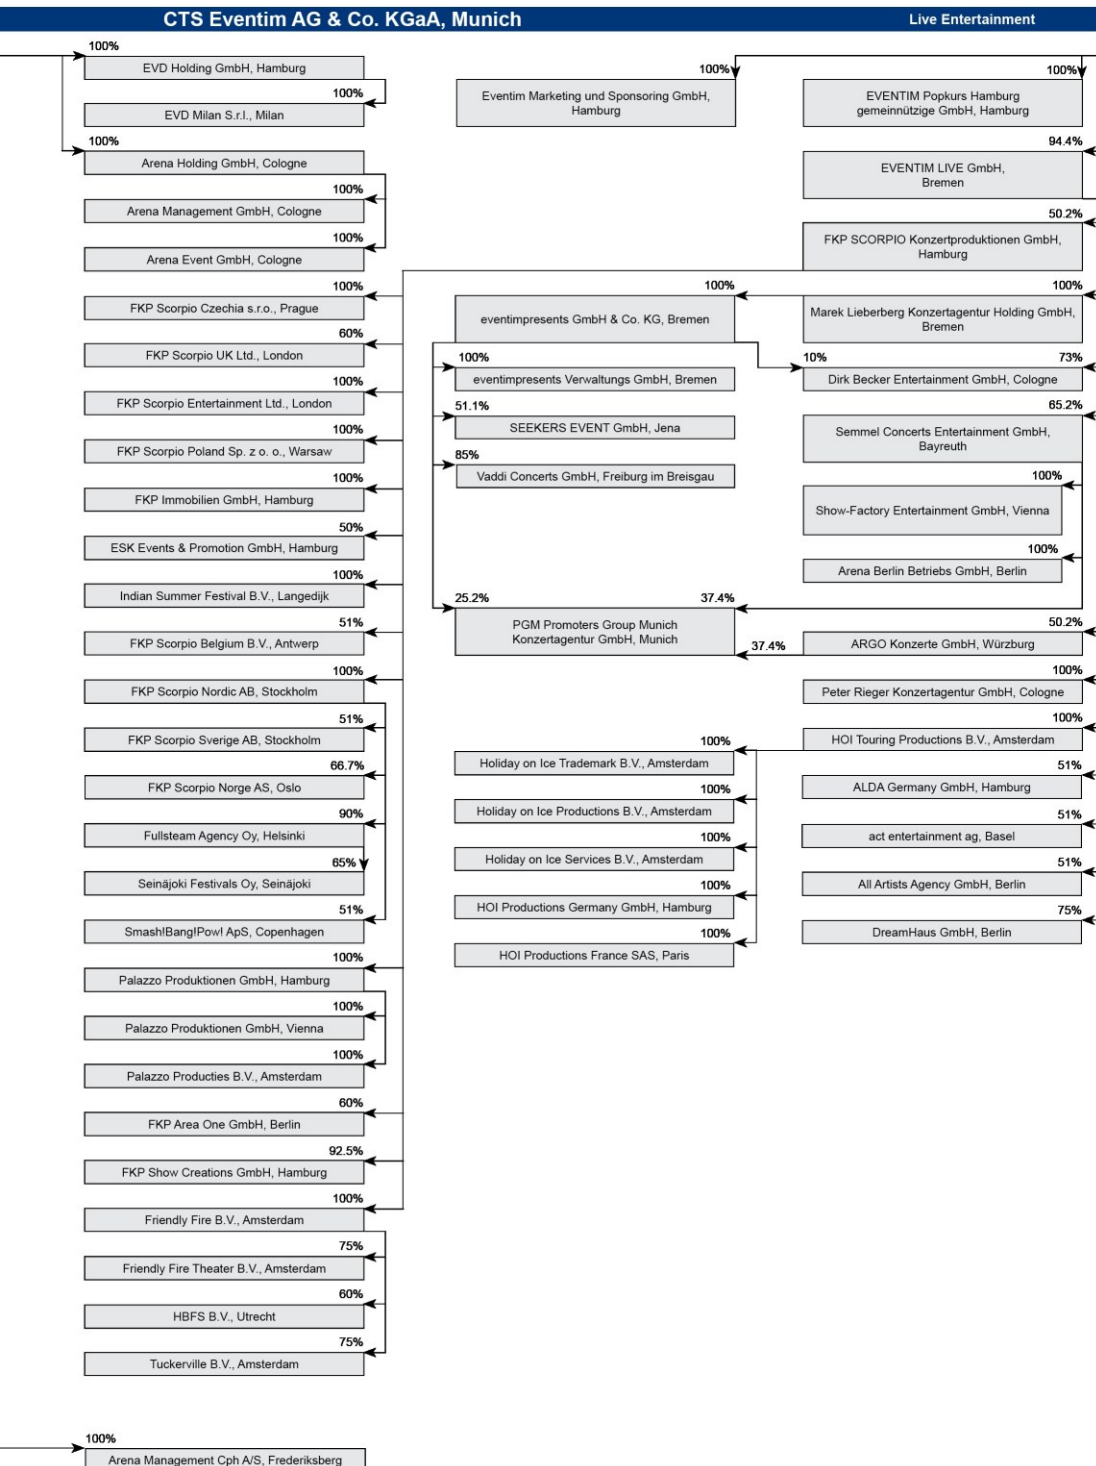 CTS Eventim AG & Co. KGaA, Munich
Live Entertainment
100%
EVD Holding GmbH, Hamburg
100%
EVD Milan S.r.l., Milan
100%
Arena Holding GmbH, Cologne
100%
Arena Management GmbH, Cologne
100%
Arena Event GmbH, Cologne
100%
FKP Scorpio Czechia s.r.o., Prague
60%
FKP Scorpio UK Ltd., London
100%
FKP Scorpio Entertainment Ltd., London
100%
FKP Scorpio Poland Sp. z o. o., Warsaw
100%
FKP Immobilien GmbH, Hamburg
50%
ESK Events & Promotion GmbH, Hamburg
100%
Indian Summer Festival B.V., Langedijk
51%
FKP Scorpio Belgium B.V., Antwerp
100%
FKP Scorpio Nordic AB, Stockholm
51%
FKP Scorpio Sverige AB, Stockholm
66.7%
FKP Scorpio Norge AS, Oslo
90%
Fullsteam Agency Oy, Helsinki
65%
Seinäjoki Festivals Oy, Seinäjoki
51%
Smash!Bang!Pow! ApS, Copenhagen
100%
Palazzo Produktionen GmbH, Hamburg
100%
Palazzo Produktionen GmbH, Vienna
100%
Palazzo Producties B.V., Amsterdam
60%
FKP Area One GmbH, Berlin
92.5%
FKP Show Creations GmbH, Hamburg
100%
Friendly Fire B.V., Amsterdam
75%
Friendly Fire Theater B.V., Amsterdam
60%
HBFS B.V., Utrecht
75%
Tuckerville B.V., Amsterdam
100%
Arena Management Cph A/S, Frederiksberg
100%
Eventim Marketing und Sponsoring GmbH,
Hamburg
100%
eventimpresents GmbH & Co. KG, Bremen
100%
eventimpresents Verwaltungs GmbH, Bremen
51.1%
SEEKERS EVENT GmbH, Jena
85%
Vaddi Concerts GmbH, Freiburg im Breisgau
25.2% 37.4%
PGM Promoters Group Munich
Konzertagentur GmbH, Munich
37.4%
100%
Holiday on Ice Trademark B.V., Amsterdam
100%
Holiday on Ice Productions B.V., Amsterdam
100%
Holiday on Ice Services B.V., Amsterdam
100%
HOI Productions Germany GmbH, Hamburg
100%
HOI Productions France SAS, Paris
100%
EVENTIM Popkurs Hamburg
gemeinnützige GmbH, Hamburg
94.4%
EVENTIM LIVE GmbH,
Bremen
50.2%
FKP SCORPIO Konzertproduktionen GmbH,
Hamburg
100%
Marek Lieberberg Konzertagentur Holding GmbH,
Bremen
10% 73%
Dirk Becker Entertainment GmbH, Cologne
65.2%
Semmel Concerts Entertainment GmbH,
Bayreuth
100%
Show-Factory Entertainment GmbH, Vienna
100%
Arena Berlin Betriebs GmbH, Berlin
50.2%
ARGO Konzerte GmbH, Würzburg
100%
Peter Rieger Konzertagentur GmbH, Cologne
100%
HOI Touring Productions B.V., Amsterdam
51%
ALDA Germany GmbH, Hamburg
51%
act entertainment ag, Basel
51%
All Artists Agency GmbH, Berlin
75%
DreamHaus GmbH, Berlin